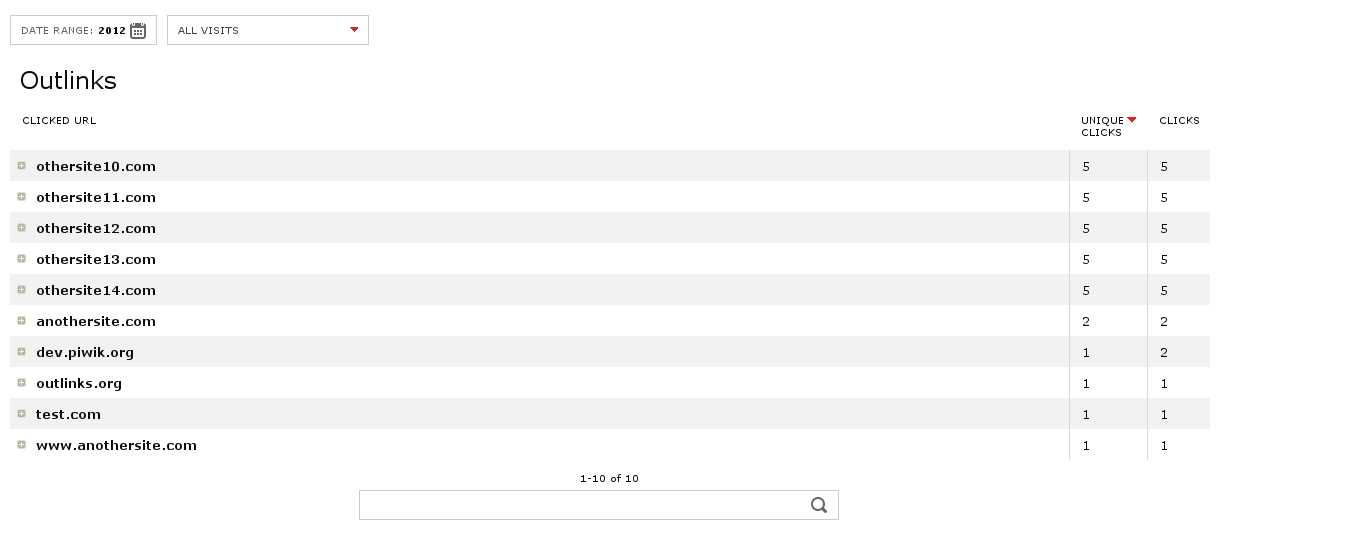 DATE RANGE: 2012 ALL VISITS
Outlinks
CLICKED URL UNIQUE CLICKS CLICKS
othersite10.com 5 5
othersite11.com 5 5
othersite12.com 5 5
othersite13.com 5 5
othersite14.com 5 5
anothersite.com 2 2
dev.piwik.org 1 2
outlinks.org 1 1
test.com 1 1
www.anothersite.com 1 1
1-10 of 10